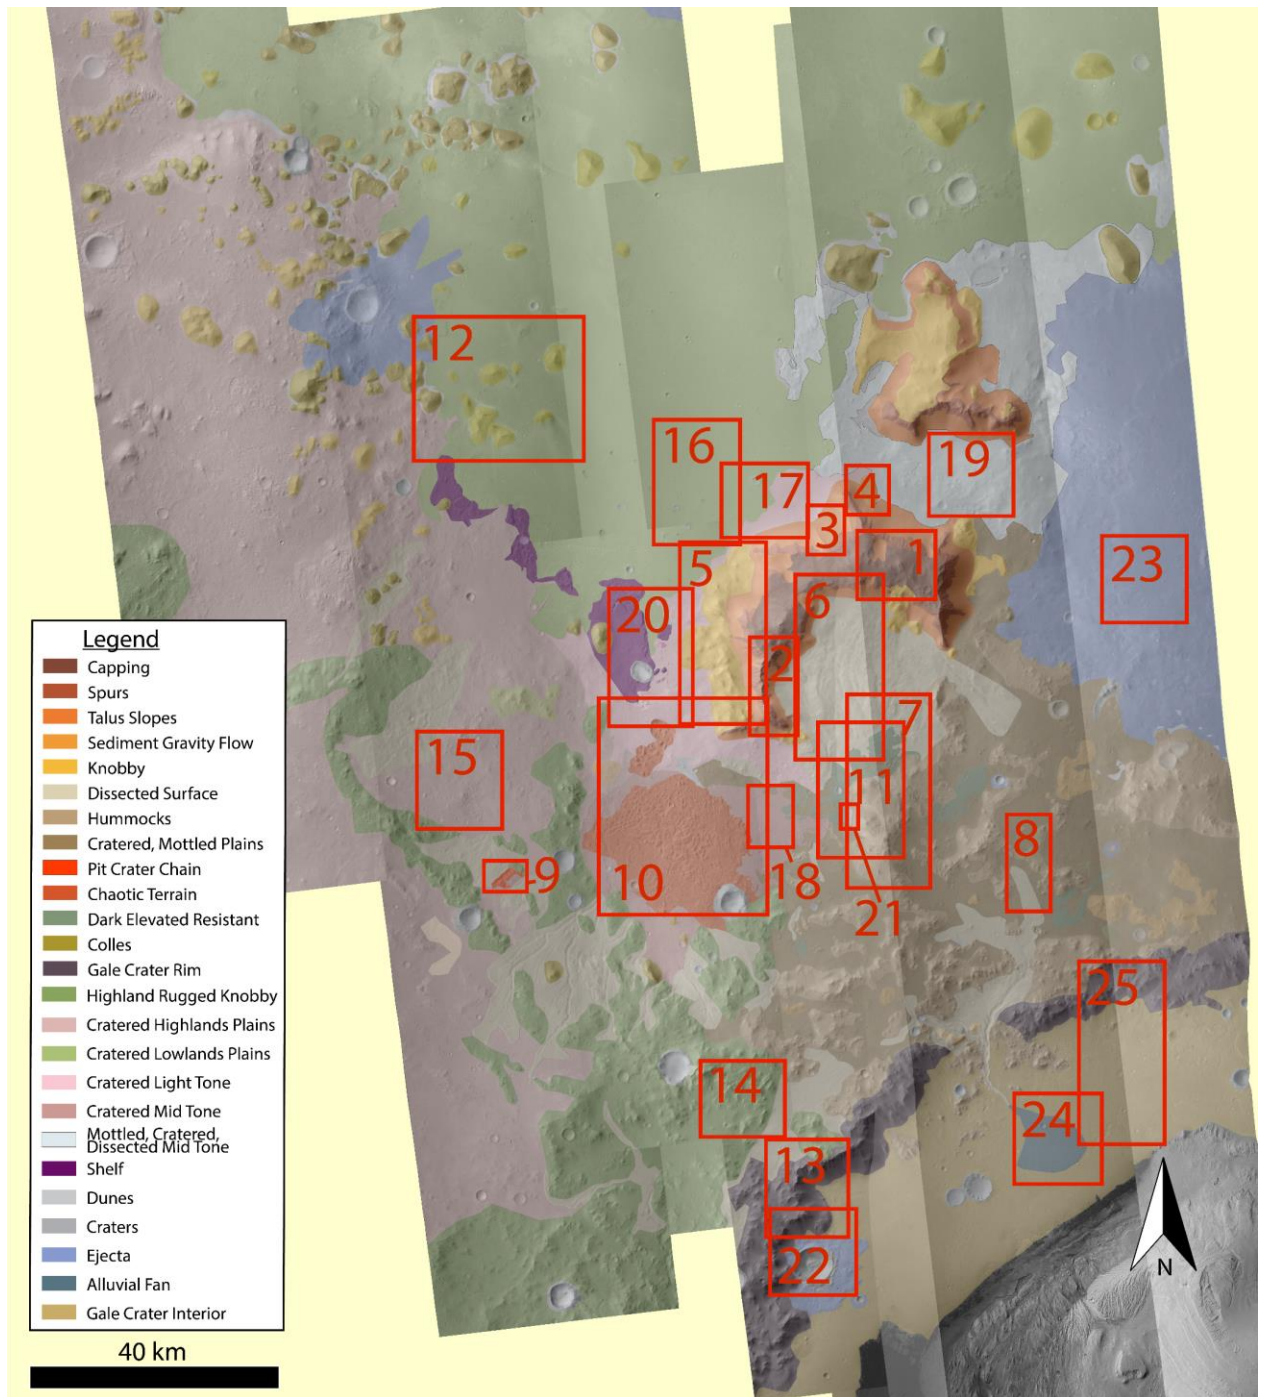 12
16
17
4
19
3
1
5
6
23
20
2
7
15
11
8
9
10
18
21
25
14
24
13
22
Legend
Capping
Spurs
Talus Slopes
Sediment Gravity Flow
Knobby
Dissected Surface
Hummocks
Cratered, Mottled Plains
Pit Crater Chain
Chaotic Terrain
Dark Elevated Resistant
Colles
Gale Crater Rim
Highland Rugged Knobby
Cratered Highlands Plains
Cratered Lowlands Plains
Cratered Light Tone
Cratered Mid Tone
Mottled, Cratered,
Dissected Mid Tone
Shelf
Dunes
Craters
Ejecta
Alluvial Fan
Gale Crater Interior
40 km
N